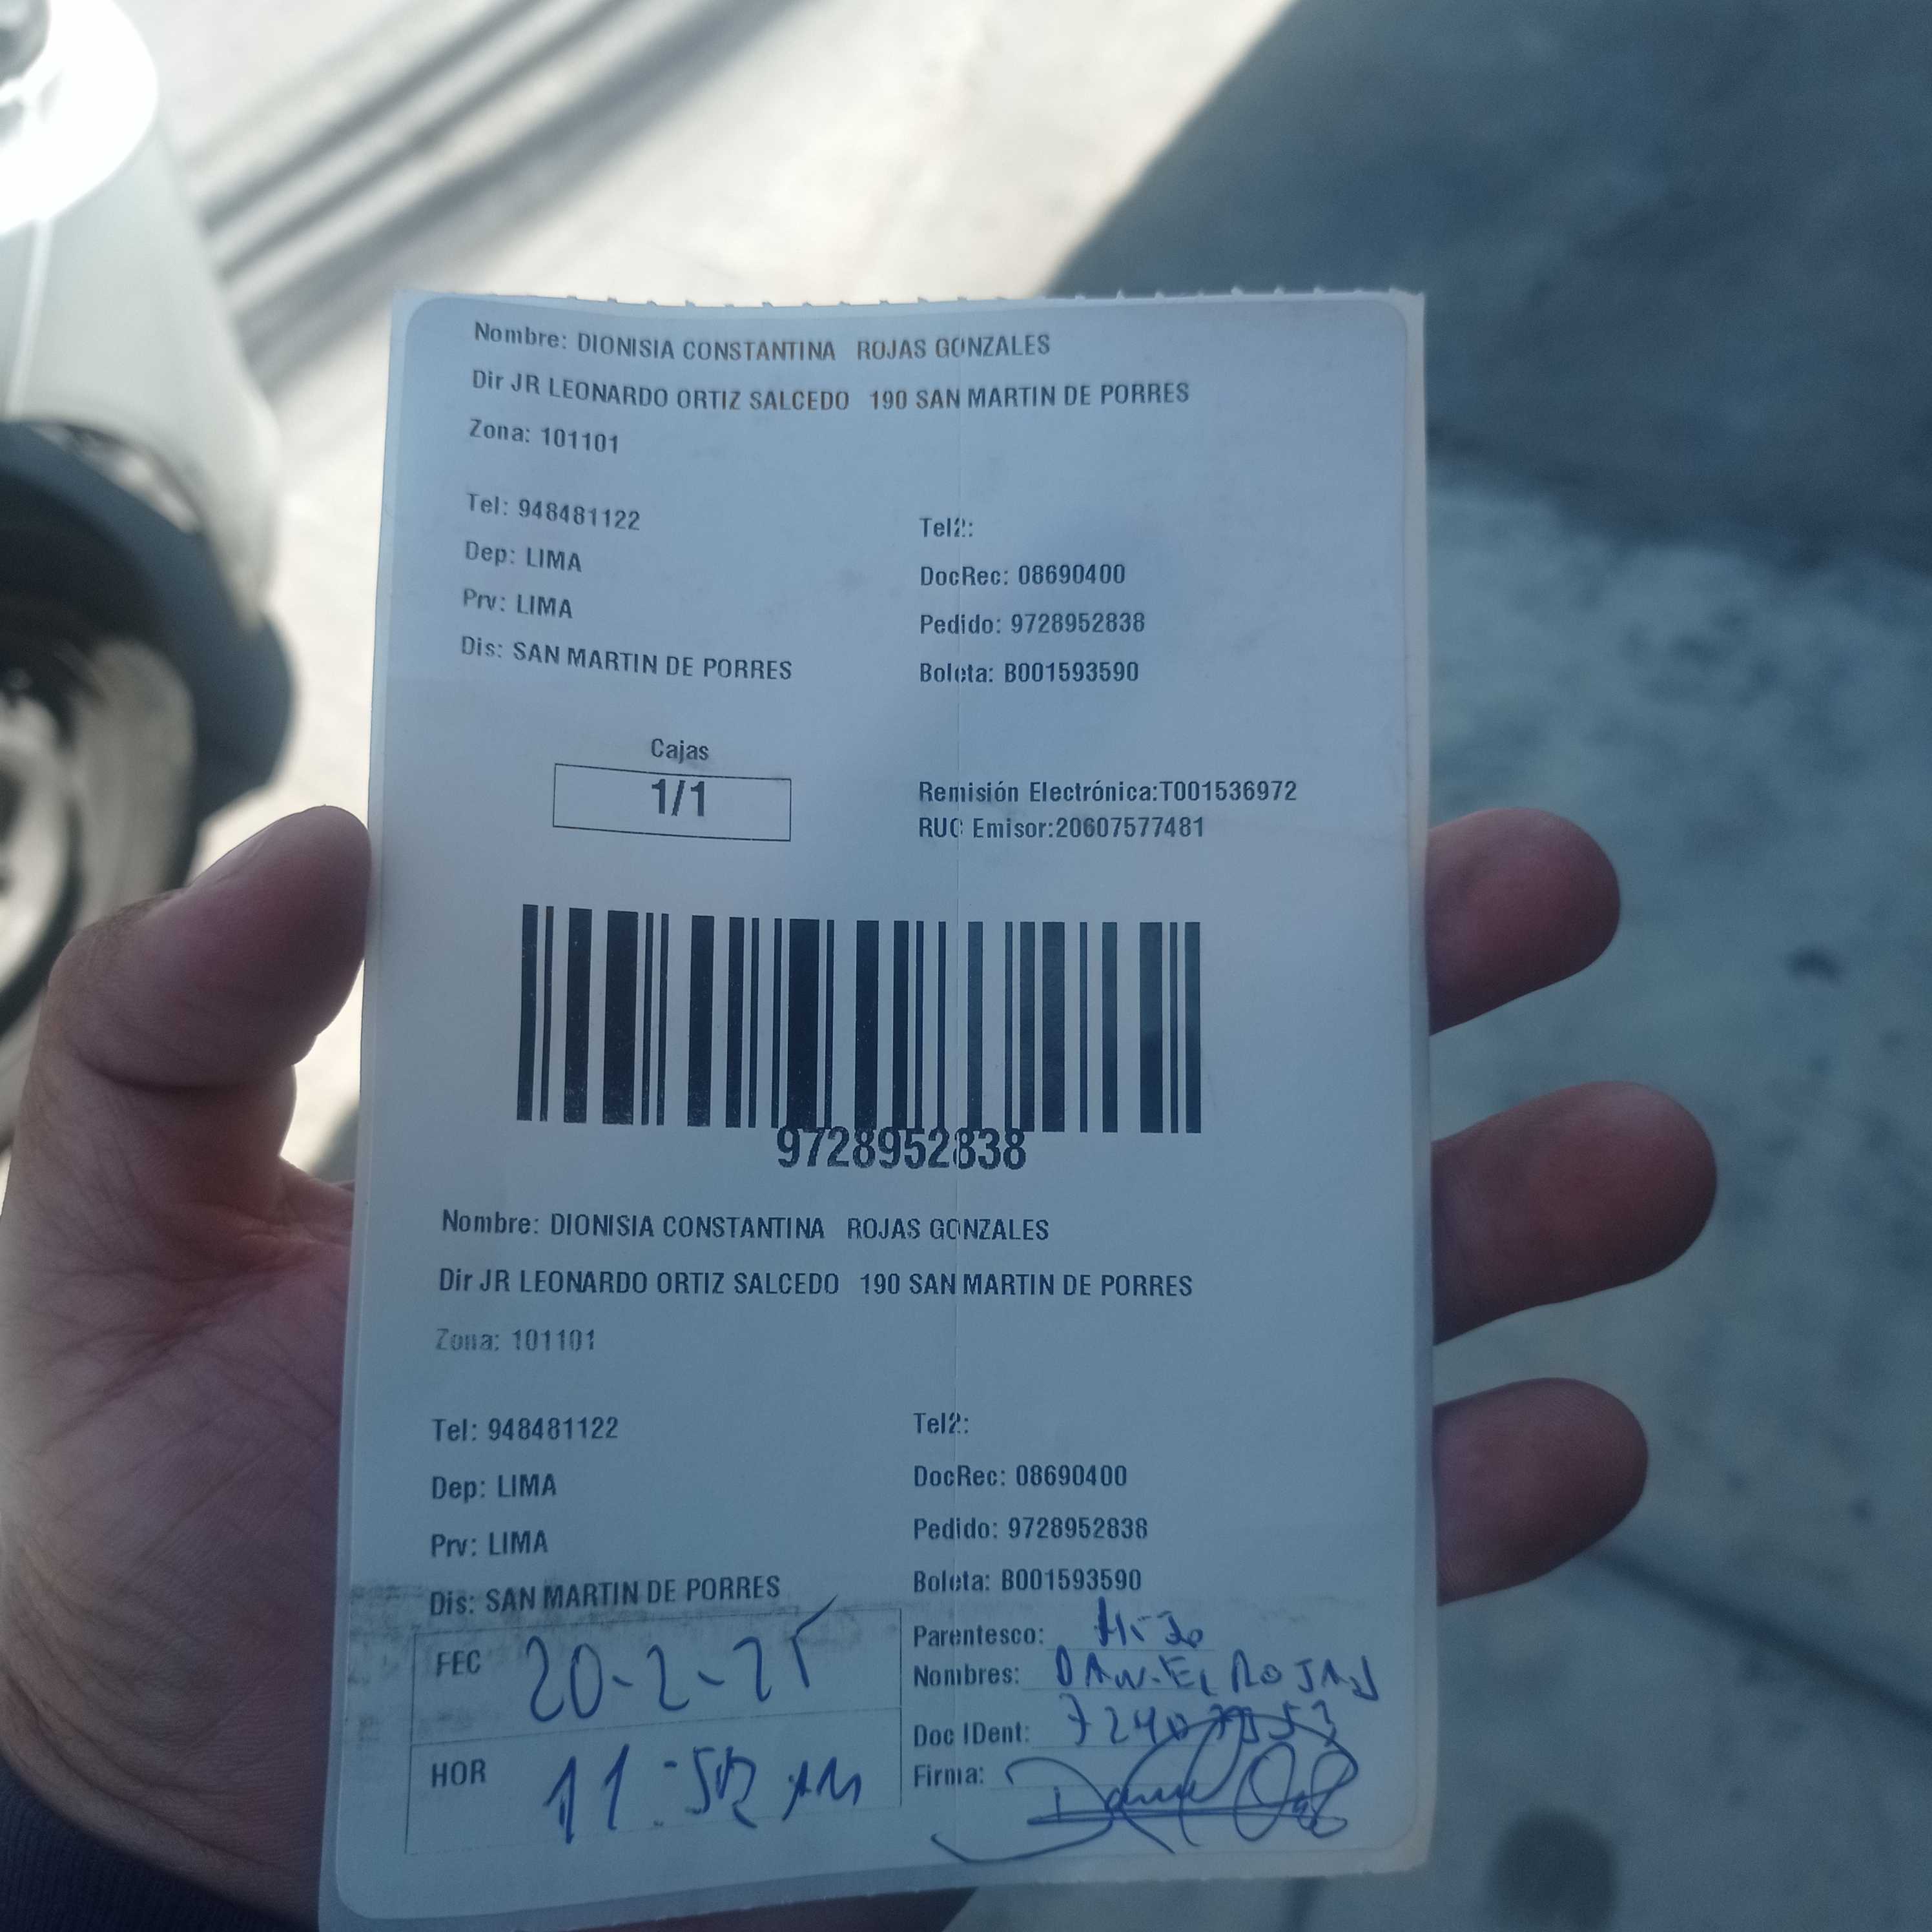 Nombre: DIONISIA CONSTANTINA ROJAS GONZALES
Dir JR LEONARDO ORTIZ SALCEDO 190 SAN MARTIN DE PORRES
Zona: 101101
Tel: 948481122 Tel2:
Dep: LIMA DocRec: 08690400
Prv: LIMA Pedido: 9728952838
Dis: SAN MARTIN DE PORRES Boleta: B001593590
Cajas
1/1
Remisión Electrónica:T001536972
RUC Emisor:20607577481
9728952838
Nombre: DIONISIA CONSTANTINA ROJAS GONZALES
Dir JR LEONARDO ORTIZ SALCEDO 190 SAN MARTIN DE PORRES
Zona: 101101
Tel: 948481122 Tel2:
Dep: LIMA DocRec: 08690400
Prv: LIMA Pedido: 9728952838
Dis: SAN MARTIN DE PORRES Boleta: B001593590
FEC 20-2-25
HOR 11:52 AM
Parentesco: Hijo
Nombres: DANIEL ROJAS
Doc IDent:
Firma: